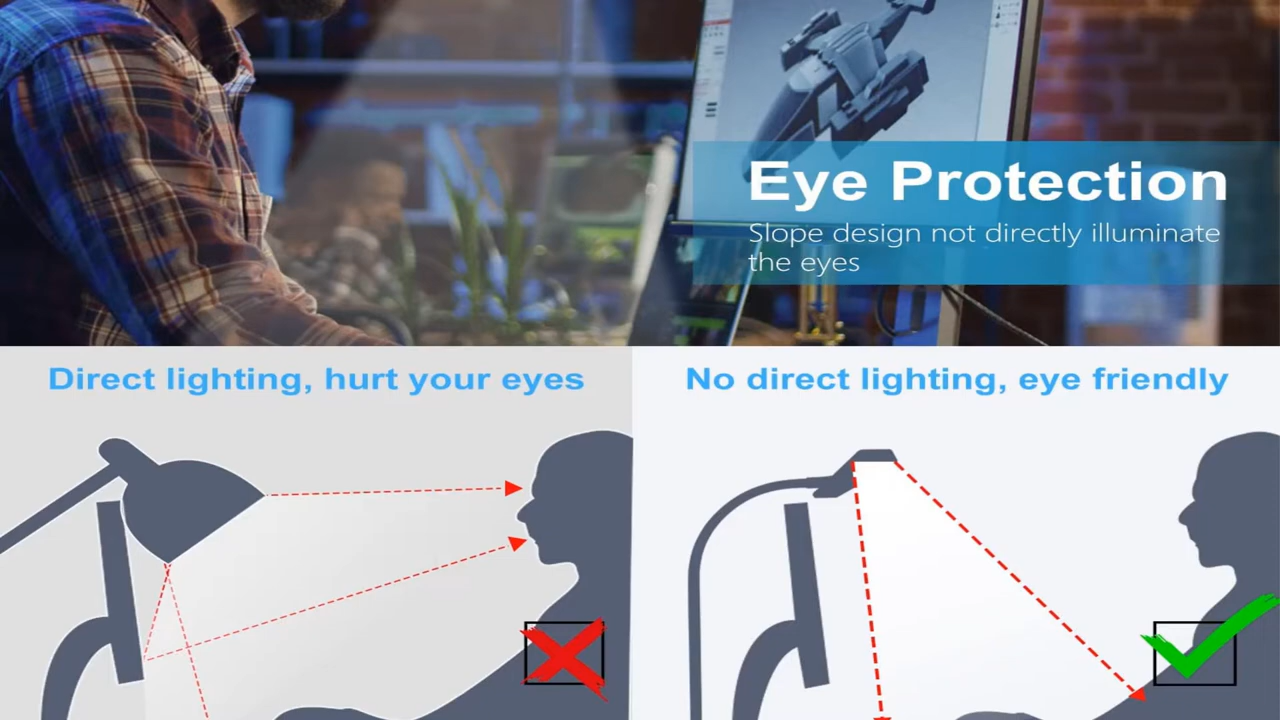 Eye Protection
Slope design not directly illuminate
the eyes
Direct lighting, hurt your eyes
No direct lighting, eye friendly